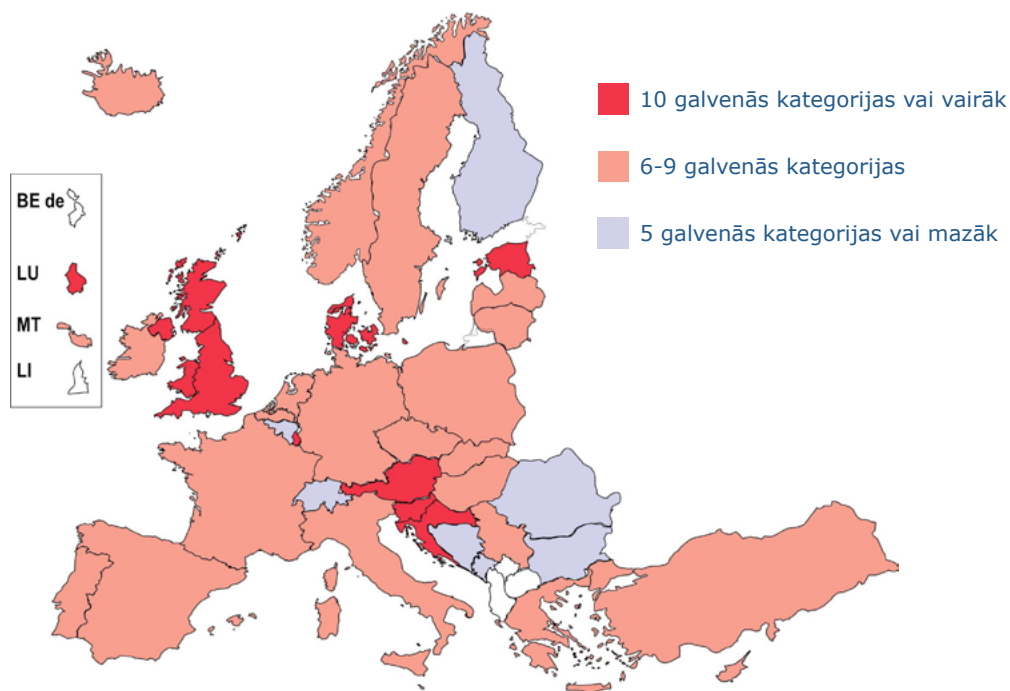 10 galvenās kategorijas vai vairāk
6-9 galvenās kategorijas
5 galvenās kategorijas vai mazāk
BE de
LU
MT
LI